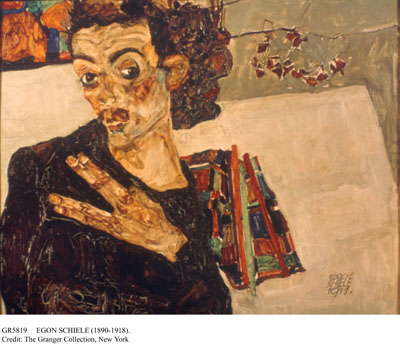 GR5819 EGON SCHIELE (1890-1918).
Credit: The Granger Collection, New York